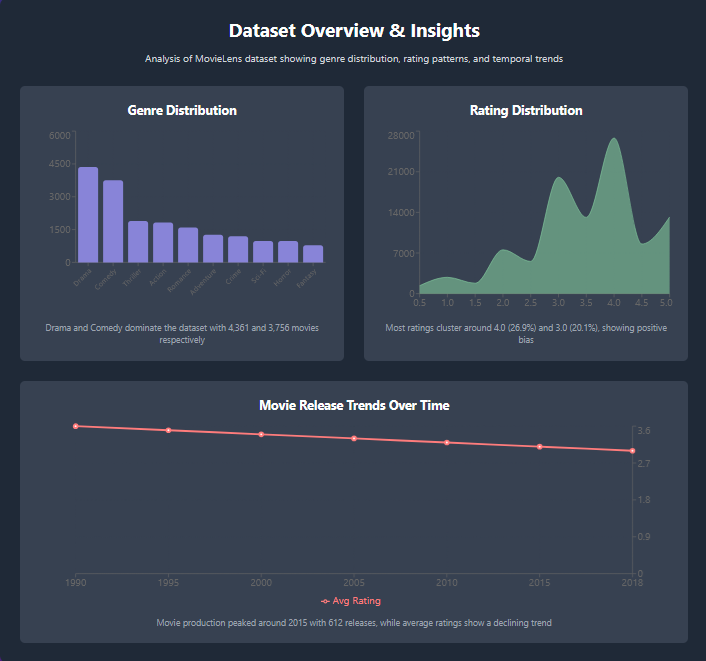 Dataset Overview & Insights
Analysis of MovieLens dataset showing genre distribution, rating patterns, and temporal trends
Genre Distribution
6000
4500
3000
1500
0
Drama
Comedy
Thriller
Action
Romance
Adventure
Crime
Sci-Fi
Horror
Fantasy
Drama and Comedy dominate the dataset with 4,361 and 3,756 movies
respectively
Rating Distribution
28000
21000
14000
7000
0
0.5 1.0 1.5 2.0 2.5 3.0 3.5 4.0 4.5 5.0
Most ratings cluster around 4.0 (26.9%) and 3.0 (20.1%), showing positive
bias
Movie Release Trends Over Time
3.6
2.7
1.8
0.9
0
1990 1995 2000 2005 2010 2015 2018
Avg Rating
Movie production peaked around 2015 with 612 releases, while average ratings show a declining trend